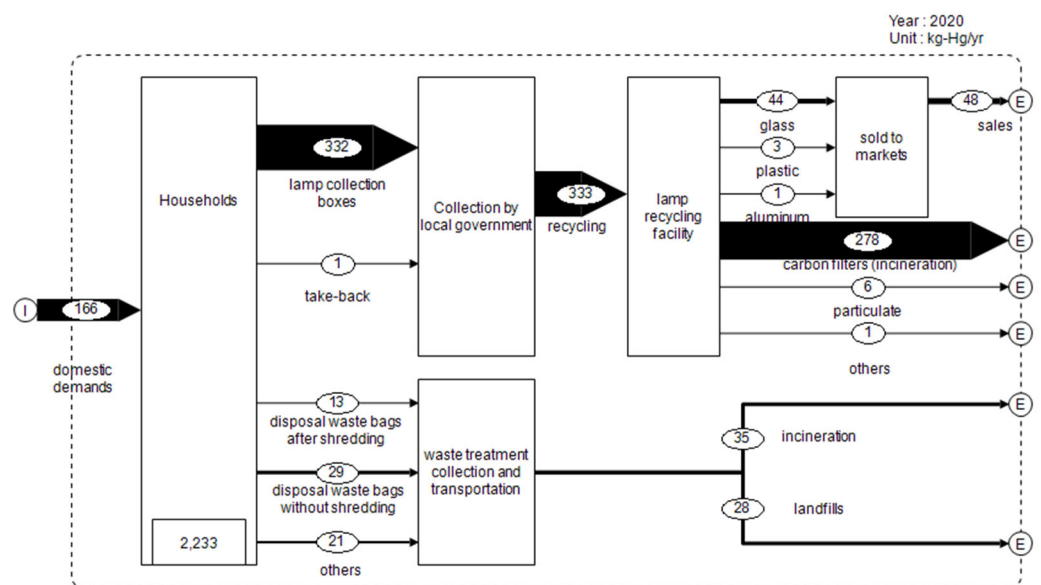 Year : 2020
Unit : kg-Hg/yr
I
166
domestic
demands
Households
2,233
332
lamp collection
boxes
1
take-back
13
disposal waste bags
after shredding
29
disposal waste bags
without shredding
21
others
Collection by
local government
333
recycling
waste treatment
collection and
transportation
lamp
recycling
facility
44
glass
3
plastic
1
aluminum
sold to
markets
48
sales
E
278
carbon filters (incineration)
E
6
particulate
E
1
others
E
35
incineration
E
28
landfills
E